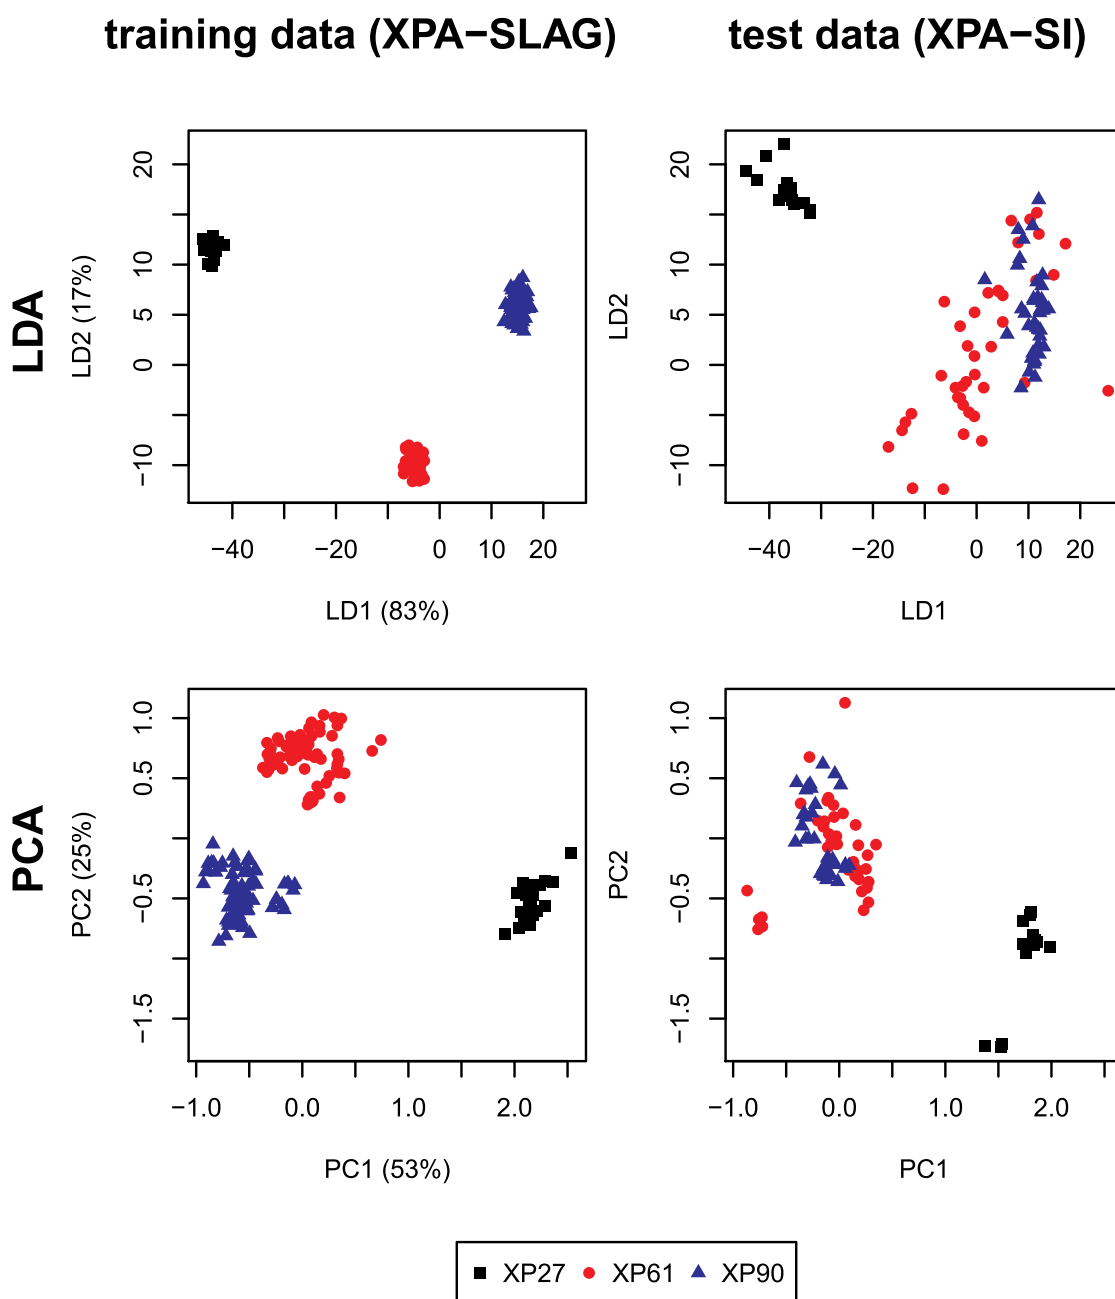 training data (XPA−SLAG) test data (XPA−SI)
LDA
LD2 (17%)
−10 0 5 10 20
−40 −20 0 10 20
LD1 (83%)
LD2
−10 0 5 10 20
−40 −20 0 10 20
LD1
PCA
PC2 (25%)
−1.5 −0.5 0.5 1.0
−1.0 0.0 1.0 2.0
PC1 (53%)
PC2
−1.5 −0.5 0.5 1.0
−1.0 0.0 1.0 2.0
PC1
XP27 XP61 XP90